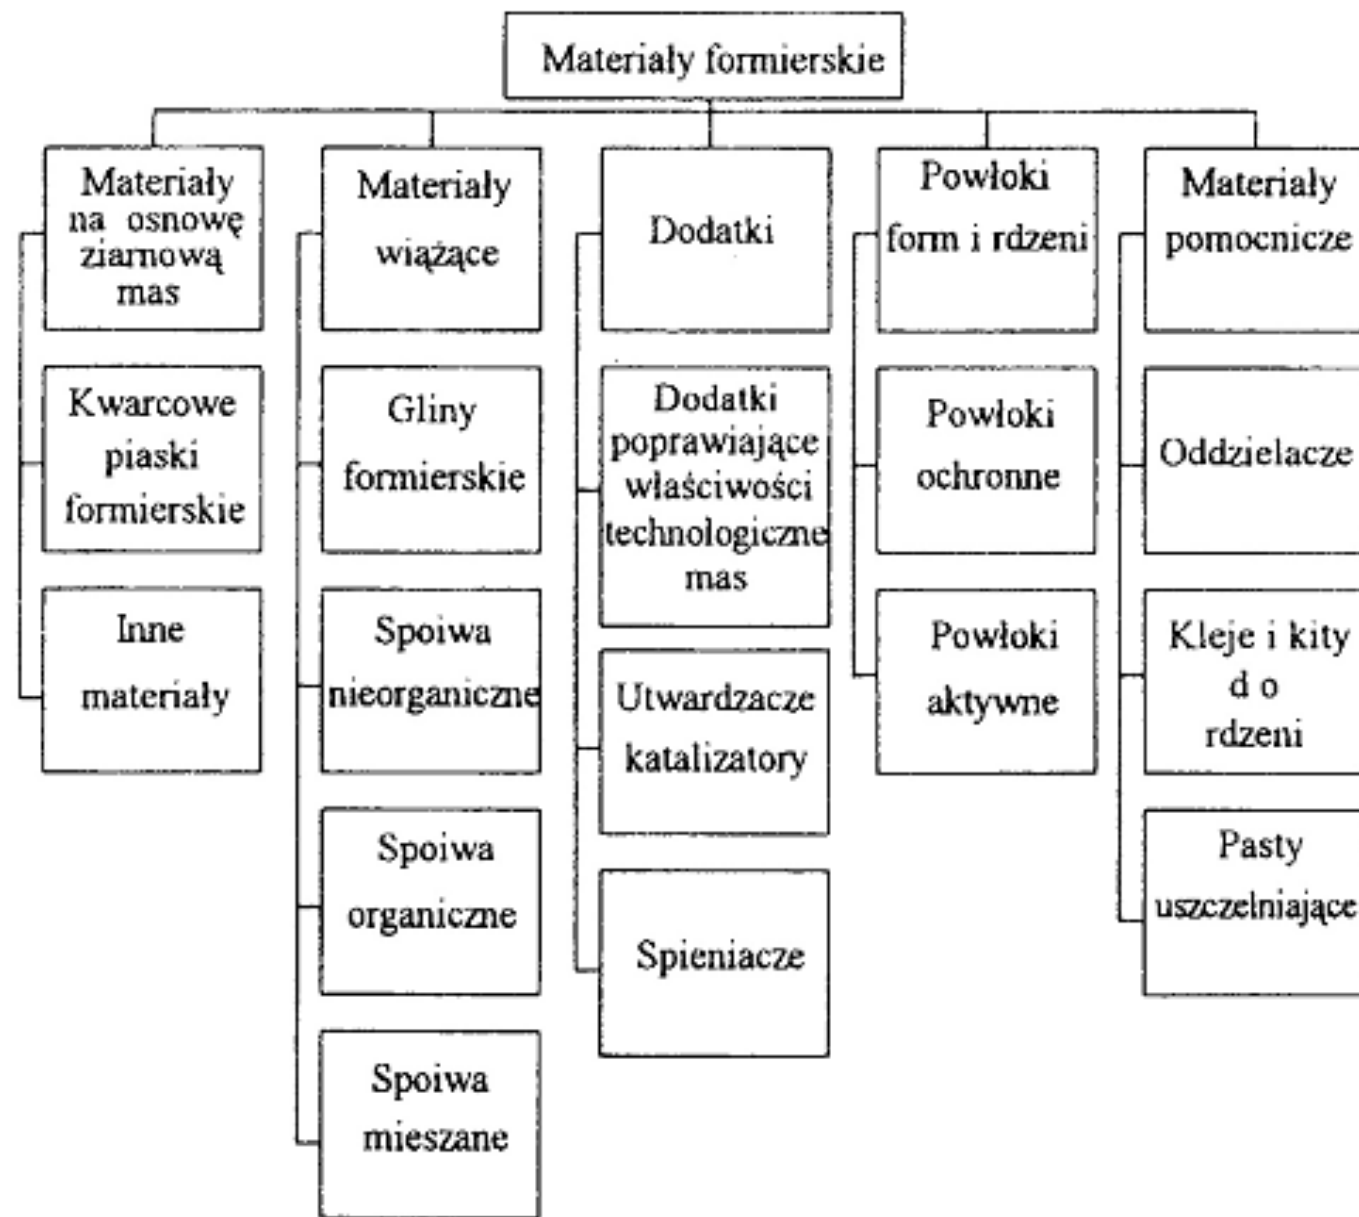 Materiały formierskie
Materiały
na osnowę
ziarnową
mas
Kwarcowe
piaski
formierskie
Inne
materiały
Materiały
wiążące
Gliny
formierskie
Spoiwa
nieorganiczne
Spoiwa
organiczne
Spoiwa
mieszane
Dodatki
Dodatki
poprawiające
właściwości
technologiczne
mas
Utwardzacze
katalizatory
Spieniacze
Powłoki
form i rdzeni
Powłoki
ochronne
Powłoki
aktywne
Materiały
pomocnicze
Oddzielacze
Kleje i kity
d o
rdzeni
Pasty
uszczelniające